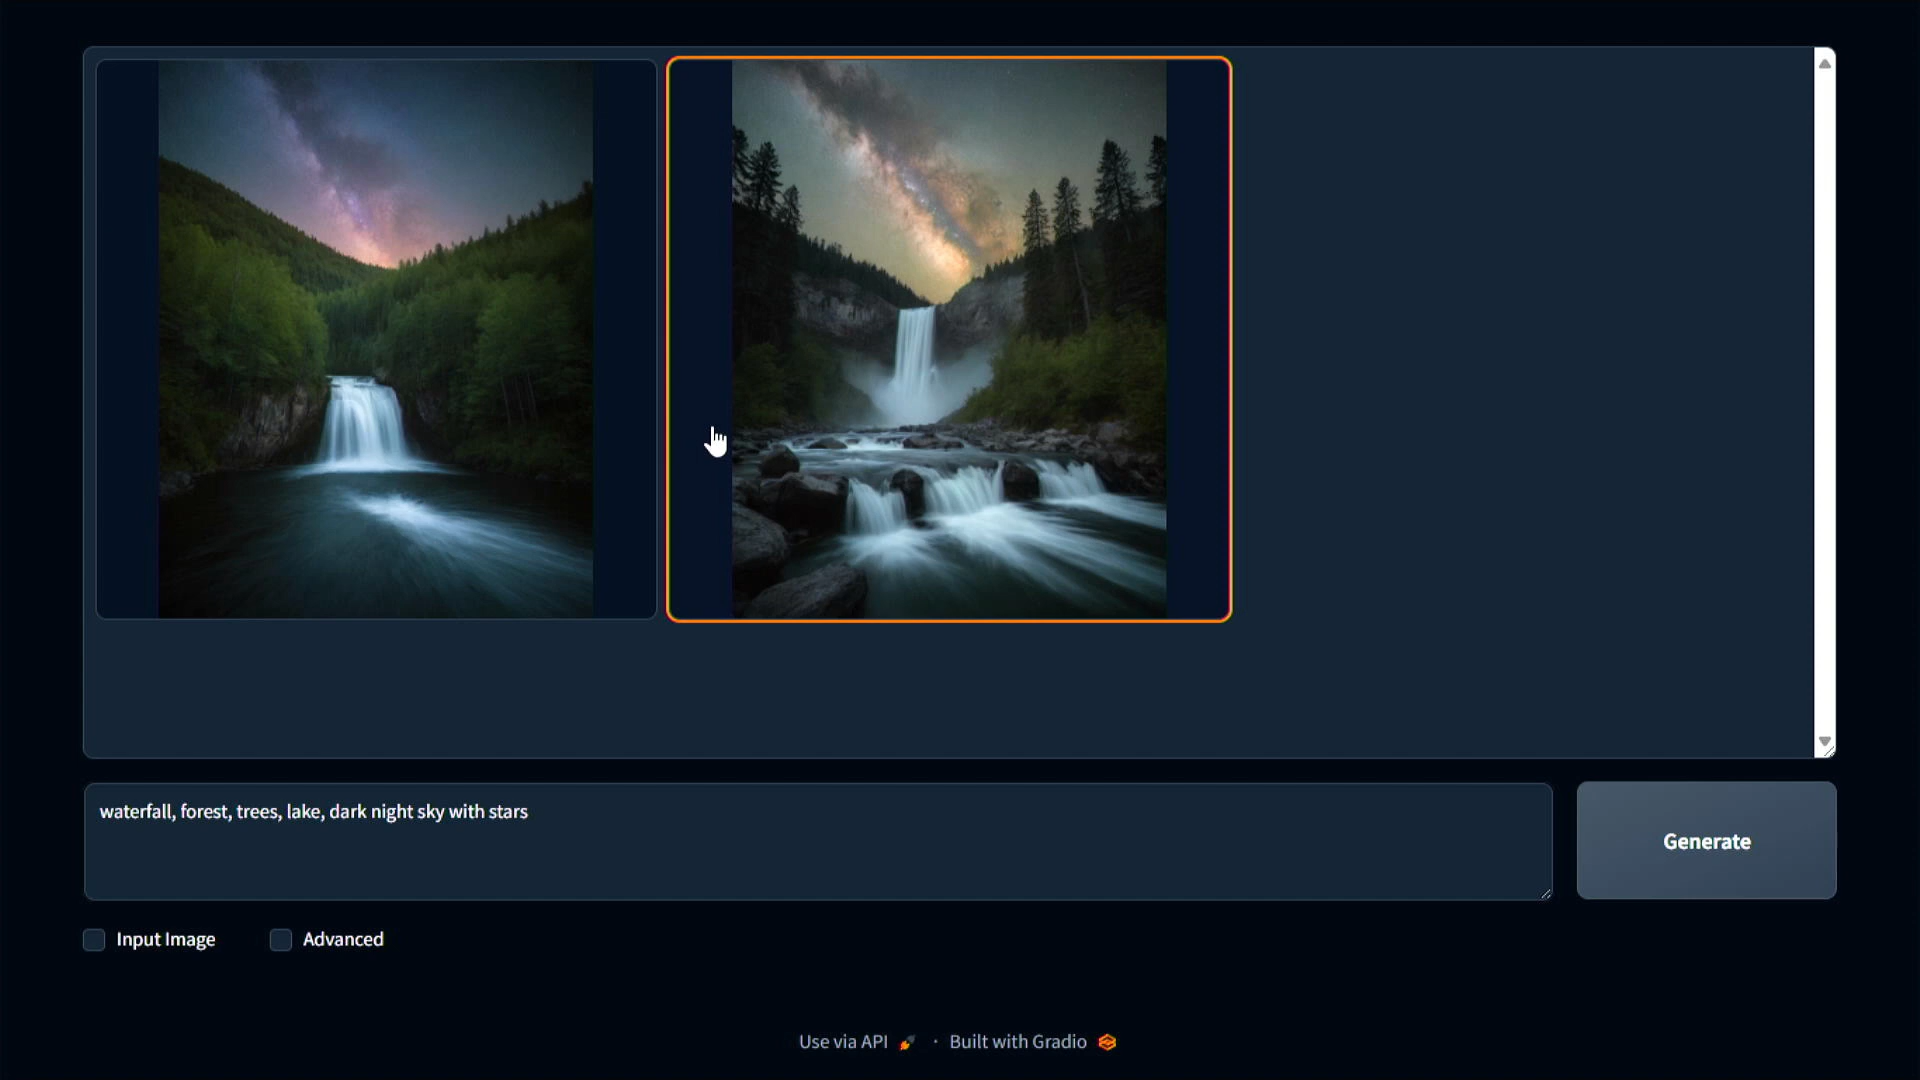 waterfall, forest, trees, lake, dark night sky with stars
Generate
Input Image
Advanced
Use via API · Built with Gradio